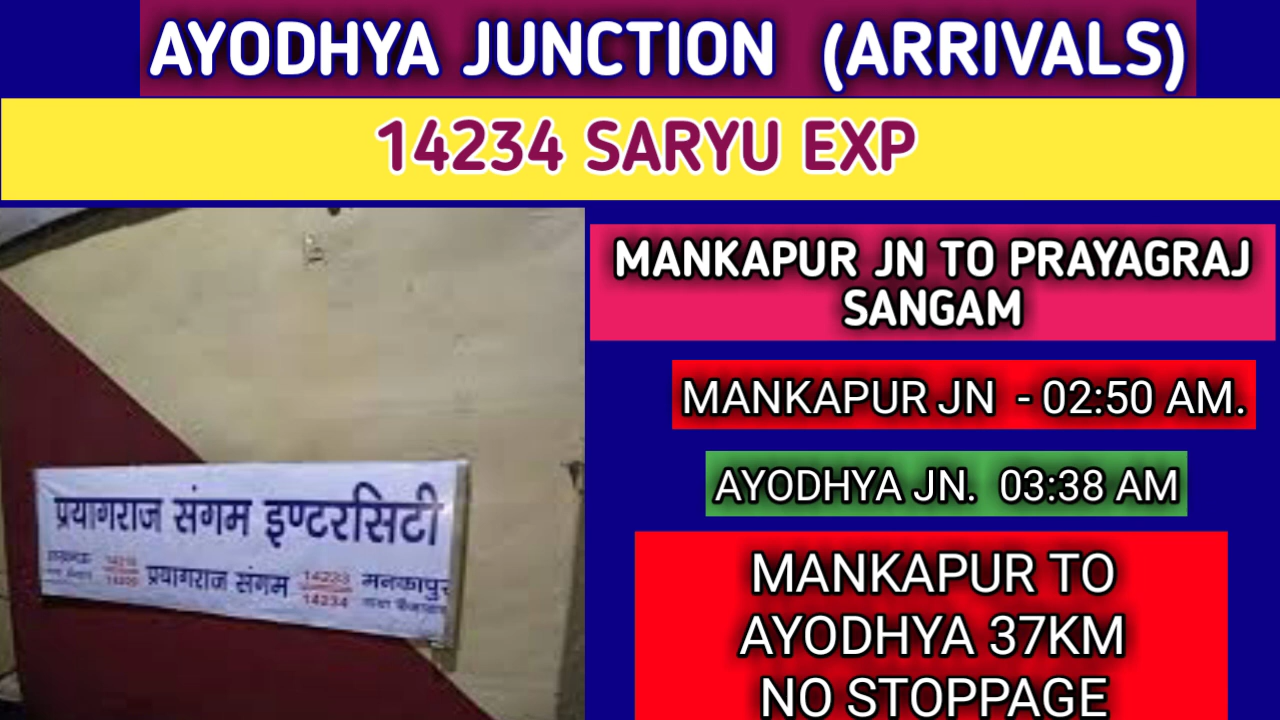 AYODHYA JUNCTION (ARRIVALS)
14234 SARYU EXP
MANKAPUR JN TO PRAYAGRAJ
SANGAM
MANKAPUR JN - 02:50 AM.
AYODHYA JN. 03:38 AM
MANKAPUR TO
AYODHYA 37KM
NO STOPPAGE
प्रयागराज संगम इण्टरसिटी
प्रयागराज संगम 14233 मनकापुर
14234